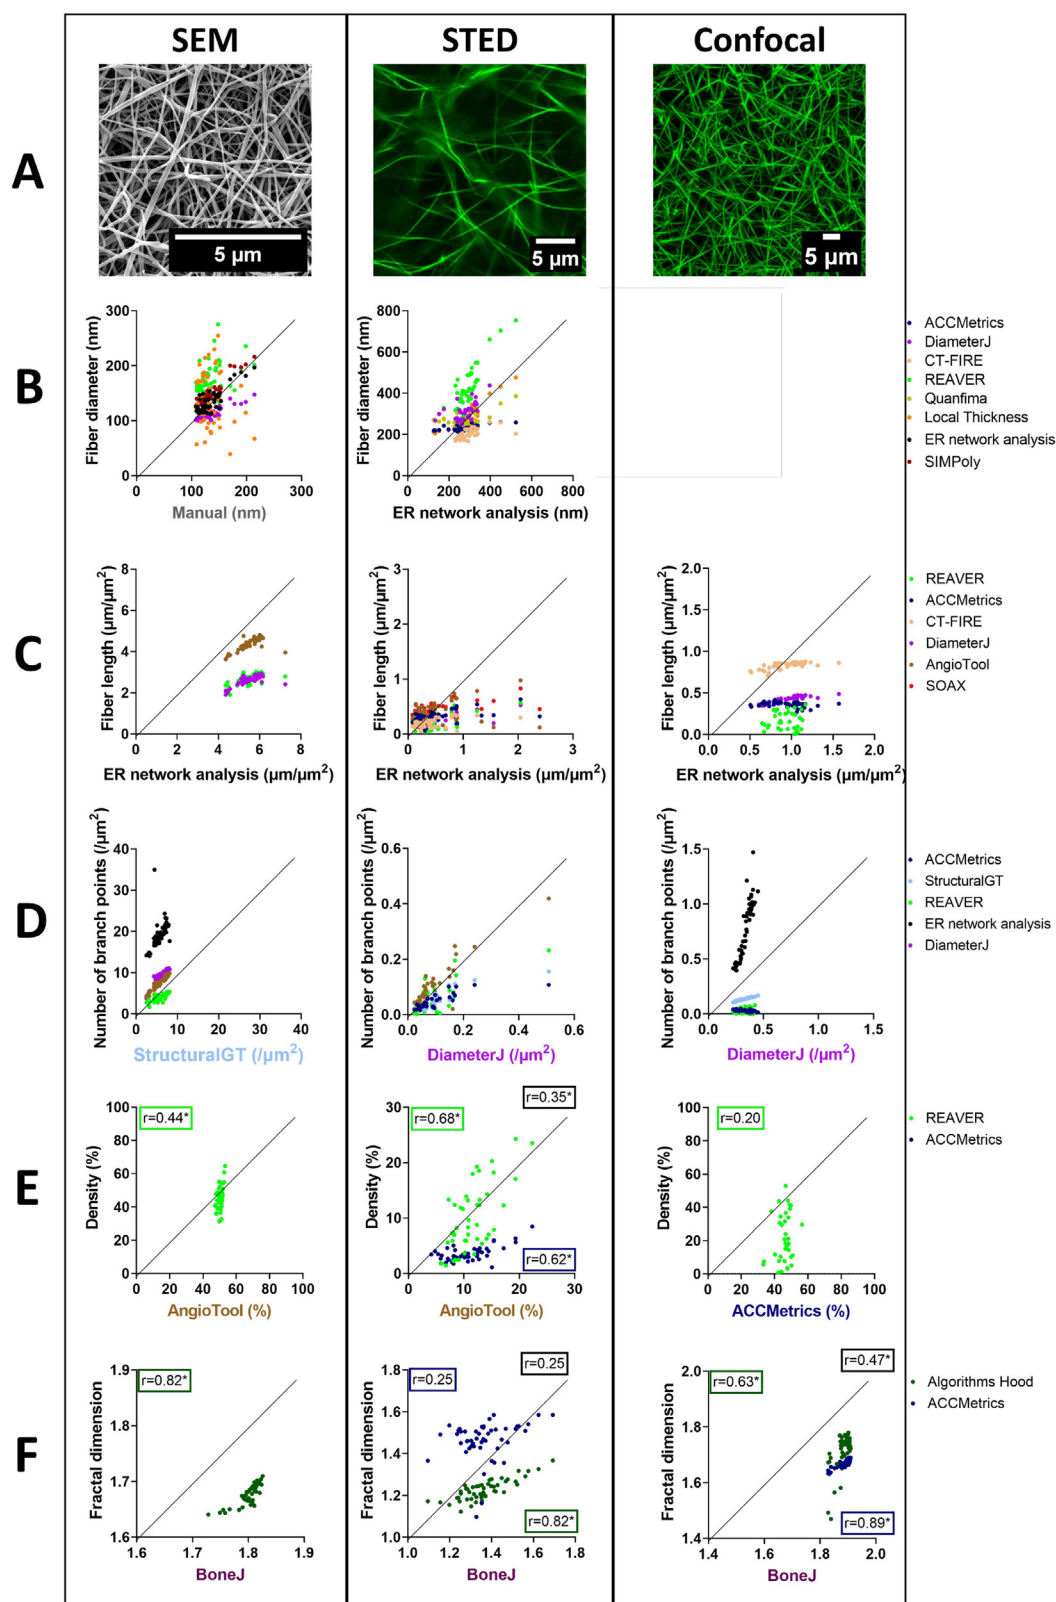 SEM STED Confocal
A
5 µm 5 µm 5 µm
B
Fiber diameter (nm)
300
200
100
0
0 100 200 300
Manual (nm)
Fiber diameter (nm)
800
600
400
200
0
0 200 400 600 800
ER network analysis (nm)
ACCMetrics
DiameterJ
CT-FIRE
REAVER
Quanfima
Local Thickness
ER network analysis
SIMPoly
C
Fiber length (µm/µm²)
8
6
4
2
0
0 2 4 6 8
ER network analysis (µm/µm²)
Fiber length (µm/µm²)
3
2
1
0
0 1 2 3
ER network analysis (µm/µm²)
Fiber length (µm/µm²)
2.0
1.5
1.0
0.5
0.0
0.0 0.5 1.0 1.5 2.0
ER network analysis (µm/µm²)
REAVER
ACCMetrics
CT-FIRE
DiameterJ
AngioTool
SOAX
D
Number of branch points (/µm²)
40
30
20
10
0
0 10 20 30 40
StructuralGT (/µm²)
Number of branch points (/µm²)
0.6
0.4
0.2
0.0
0.0 0.2 0.4 0.6
DiameterJ (/µm²)
Number of branch points (/µm²)
1.5
1.0
0.5
0.0
0.0 0.5 1.0 1.5
DiameterJ (/µm²)
ACCMetrics
StructuralGT
REAVER
ER network analysis
DiameterJ
E
Density (%)
100
80
60
40
20
0
0 20 40 60 80 100
AngioTool (%)
r=0.44*
Density (%)
30
20
10
0
0 10 20 30
AngioTool (%)
r=0.68*
r=0.35*
r=0.62*
Density (%)
100
80
60
40
20
0
0 20 40 60 80 100
ACCMetrics (%)
r=0.20
REAVER
ACCMetrics
F
Fractal dimension
1.9
1.8
1.7
1.6
1.6 1.7 1.8 1.9
BoneJ
r=0.82*
Fractal dimension
1.8
1.6
1.4
1.2
1.0
1.0 1.2 1.4 1.6 1.8
BoneJ
r=0.25
r=0.25
r=0.82*
Fractal dimension
2.0
1.8
1.6
1.4
1.4 1.6 1.8 2.0
BoneJ
r=0.63*
r=0.47*
r=0.89*
Algorithms Hood
ACCMetrics